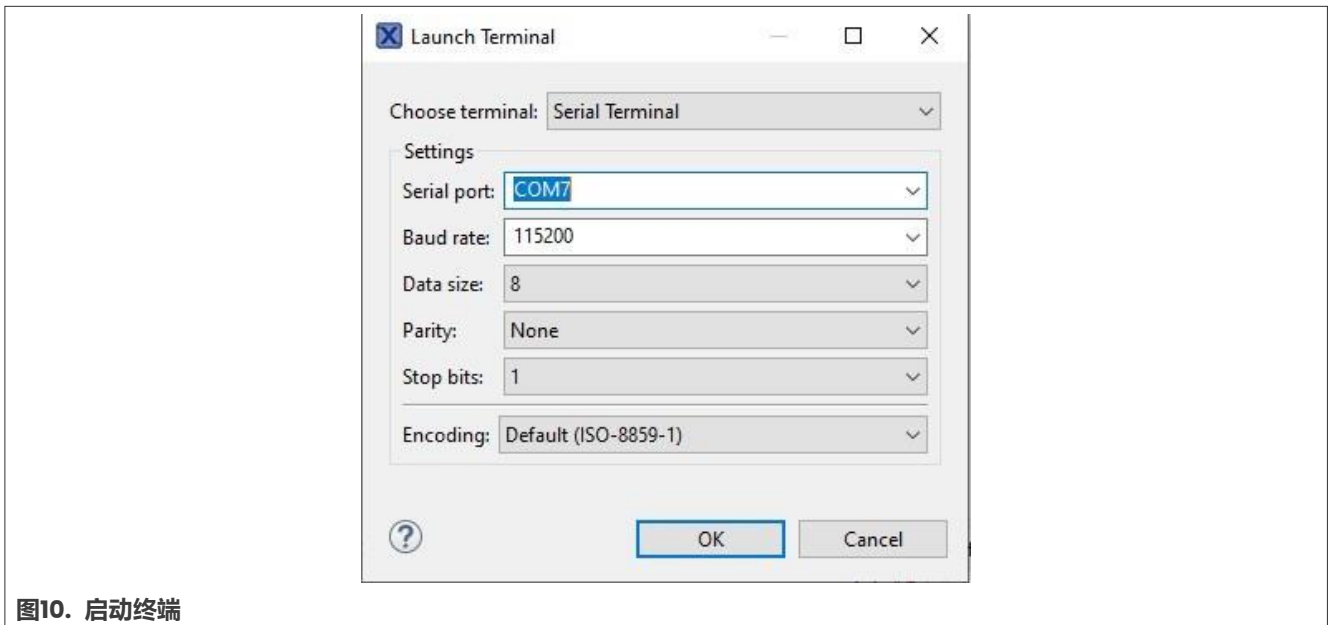 Launch Terminal
Choose terminal: Serial Terminal
Settings
Serial port: COM7
Baud rate: 115200
Data size: 8
Parity: None
Stop bits: 1
Encoding: Default (ISO-8859-1)
OK Cancel
图10. 启动终端